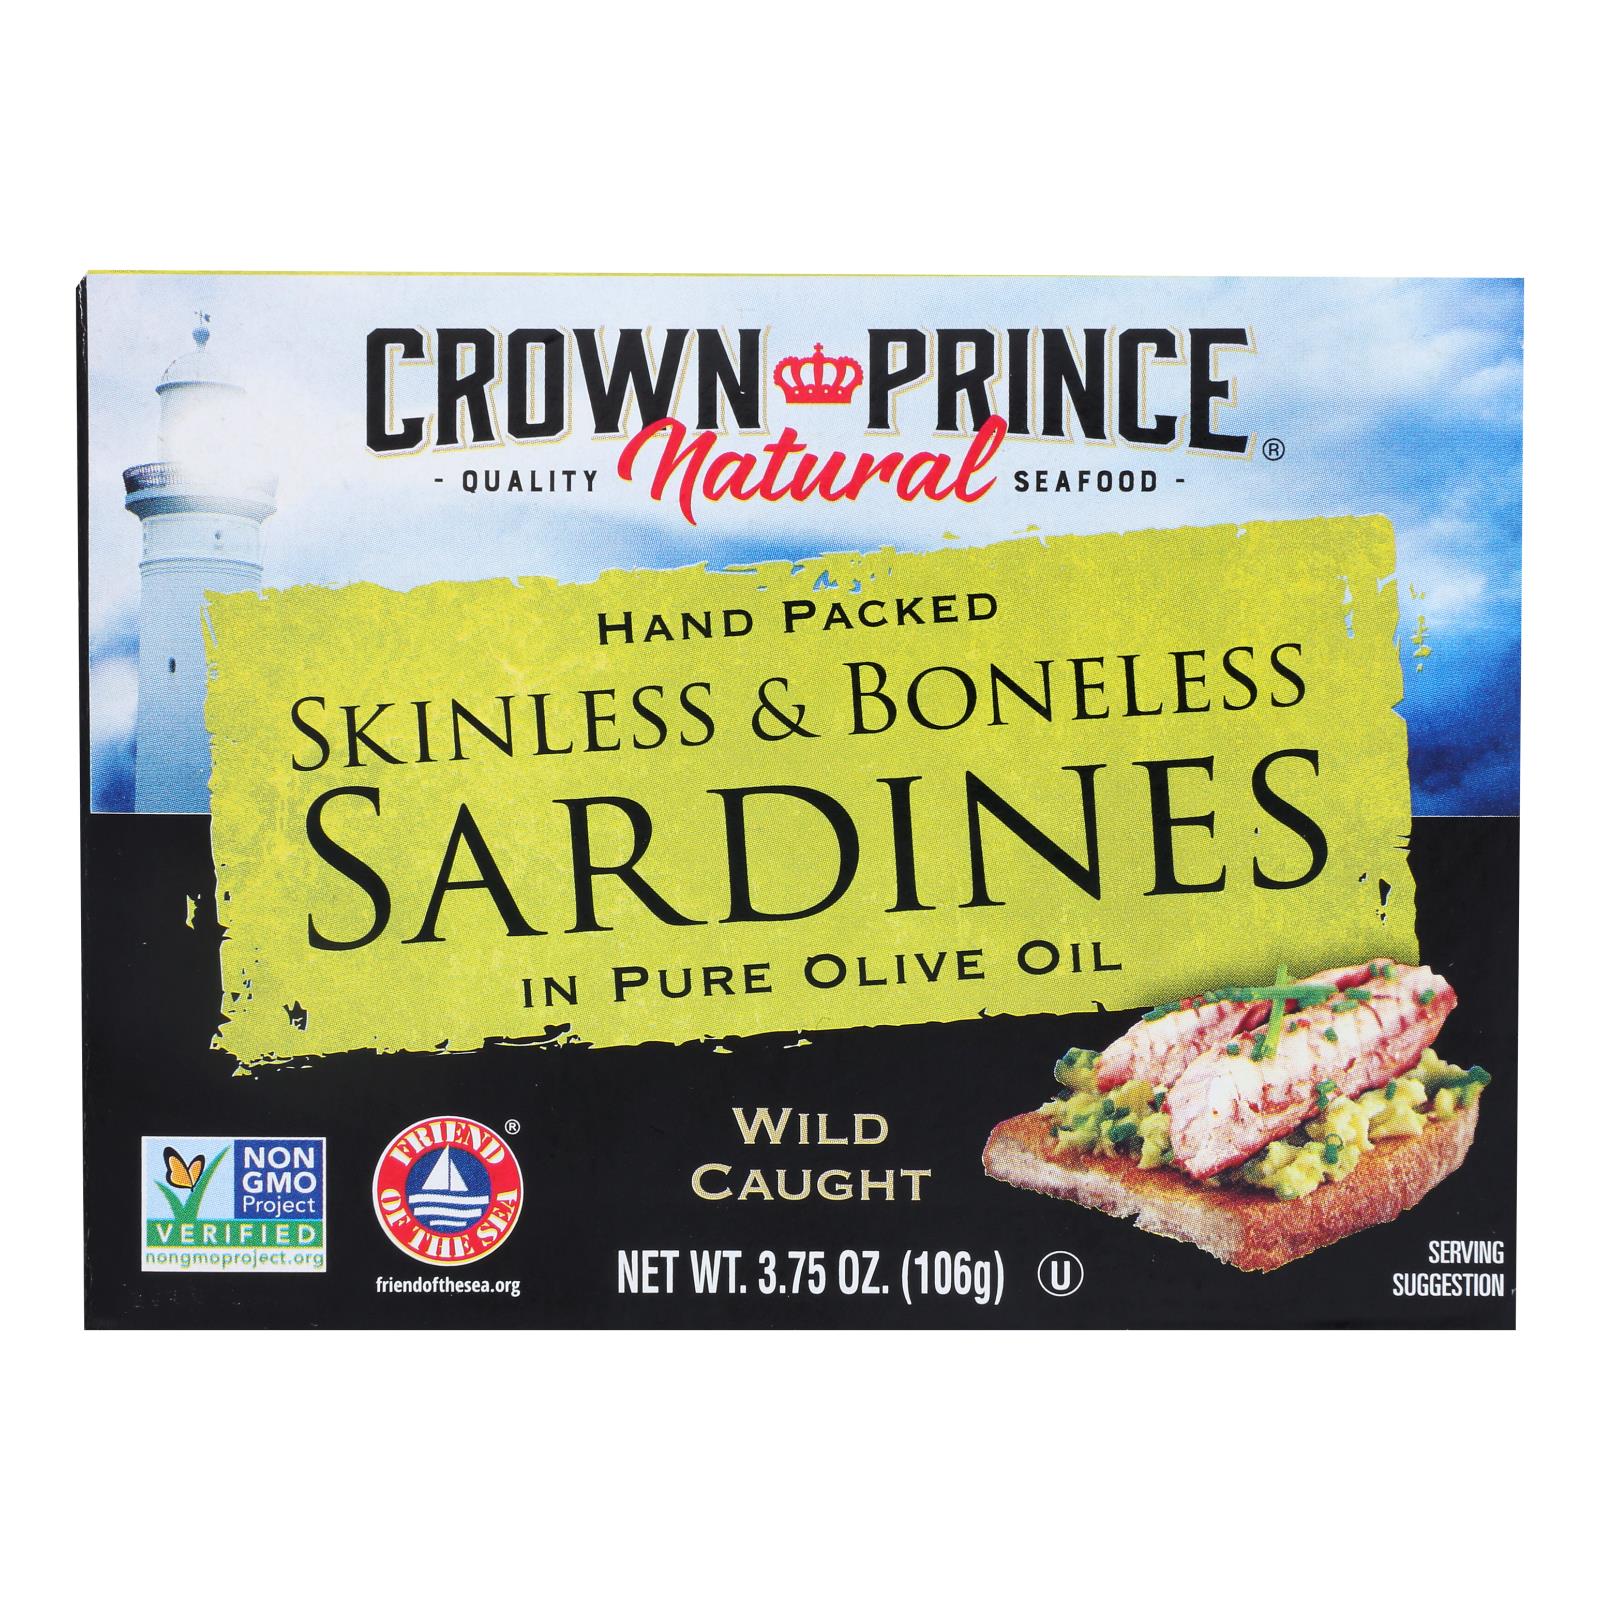 CROWN PRINCE®
- QUALITY Natural SEAFOOD -
HAND PACKED
SKINLESS & BONELESS
SARDINES
IN PURE OLIVE OIL
WILD
CAUGHT
NON
GMO
Project
VERIFIED
nongmoproject.org
FRIEND OF THE SEA®
friendofthesea.org
NET WT. 3.75 OZ. (106g) U
SERVING
SUGGESTION